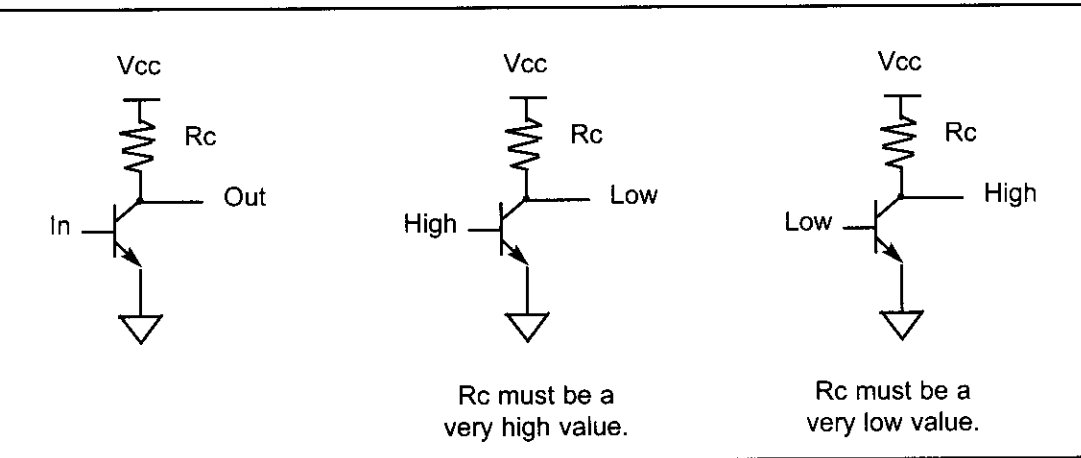 Vcc
Rc
In
Out
Vcc
Rc
High
Low
Rc must be a
very high value.
Vcc
Rc
Low
High
Rc must be a
very low value.